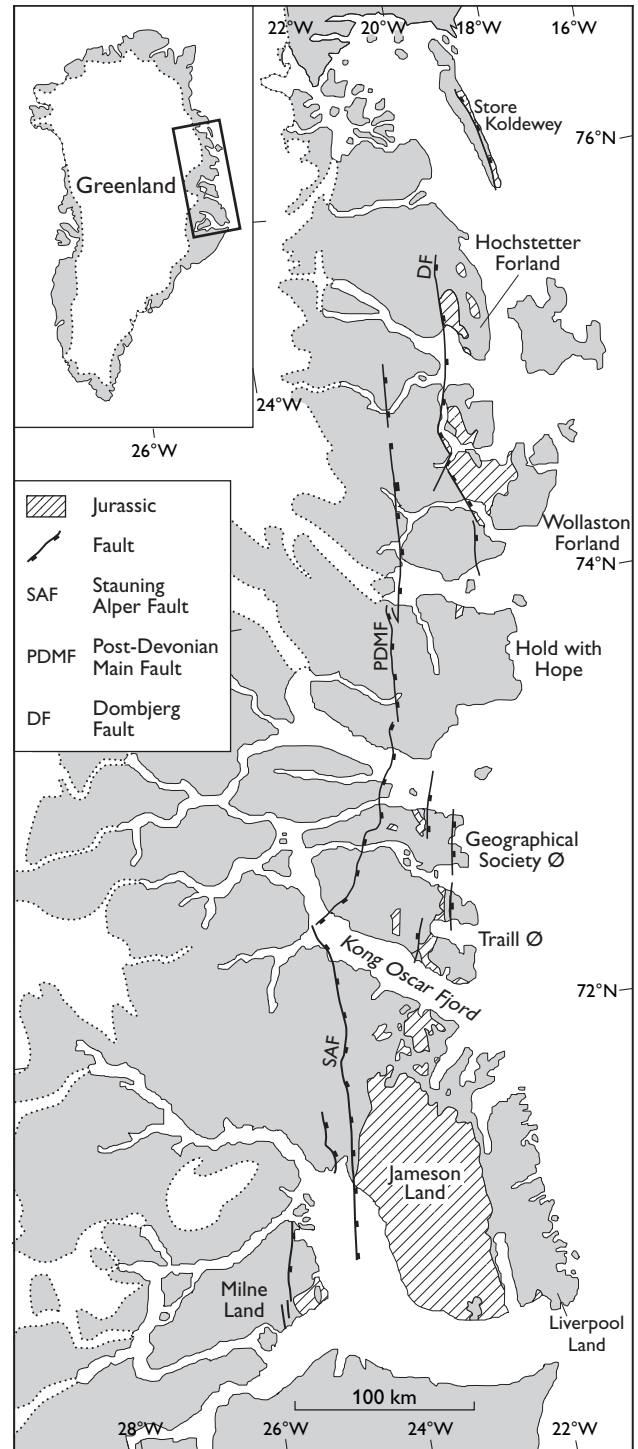 22°W
20°W
18°W
16°W
Store
Koldewey
76°N
Greenland
Hochstetter
Forland
DF
24°W
26°W
Jurassic
Fault
SAF
Stauning
Alper Fault
PDMF
Post-Devonian
Main Fault
DF
Dombjerg
Fault
Wollaston
Forland
74°N
PDMF
Hold with
Hope
Geographical
Society Ø
Traill Ø
Kong Oscar Fjord
72°N
SAF
Jameson
Land
Milne
Land
Liverpool
Land
100 km
28°W
26°W
24°W
22°W